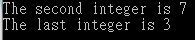 The second integer is 7
The last integer is 3